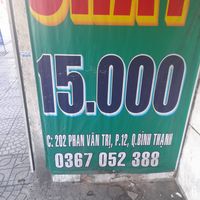 15.000
C: 202 PHAN VĂN TRỊ, P.12, Q.BÌNH THẠNH
0367 052 388